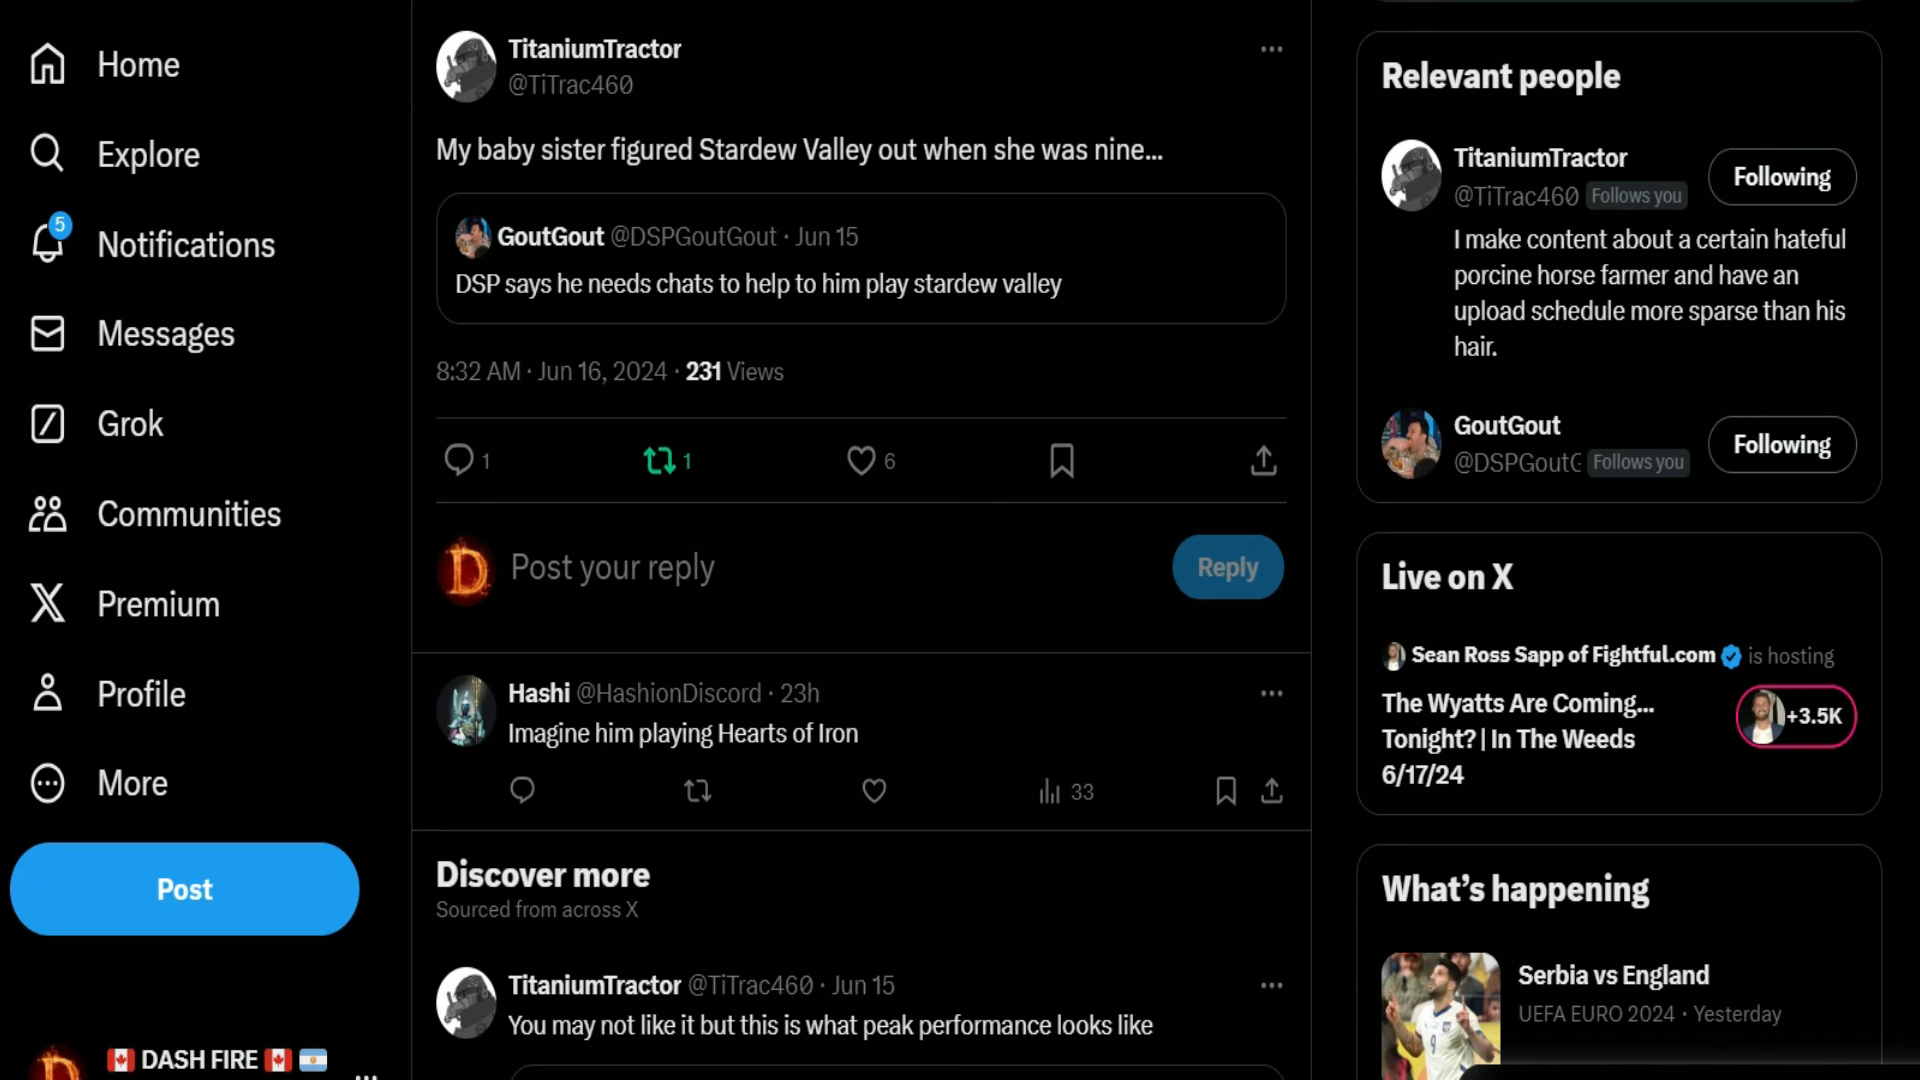 Home
Explore
5
Notifications
Messages
Grok
Communities
Premium
Profile
More
Post
DASH FIRE
TitaniumTractor
@TiTrac460
My baby sister figured Stardew Valley out when she was nine...
GoutGout @DSPGoutGout · Jun 15
DSP says he needs chats to help to him play stardew valley
8:32 AM · Jun 16, 2024 · 231 Views
1
1
6
Post your reply
Reply
Hashi @HashionDiscord · 23h
Imagine him playing Hearts of Iron
33
Discover more
Sourced from across X
TitaniumTractor @TiTrac460 · Jun 15
You may not like it but this is what peak performance looks like
Relevant people
TitaniumTractor
@TiTrac460 Follows you
Following
I make content about a certain hateful
porcine horse farmer and have an
upload schedule more sparse than his
hair.
GoutGout
@DSPGoutG Follows you
Following
Live on X
Sean Ross Sapp of Fightful.com is hosting
The Wyatts Are Coming...
Tonight? | In The Weeds
6/17/24
+3.5K
What's happening
Serbia vs England
UEFA EURO 2024 · Yesterday